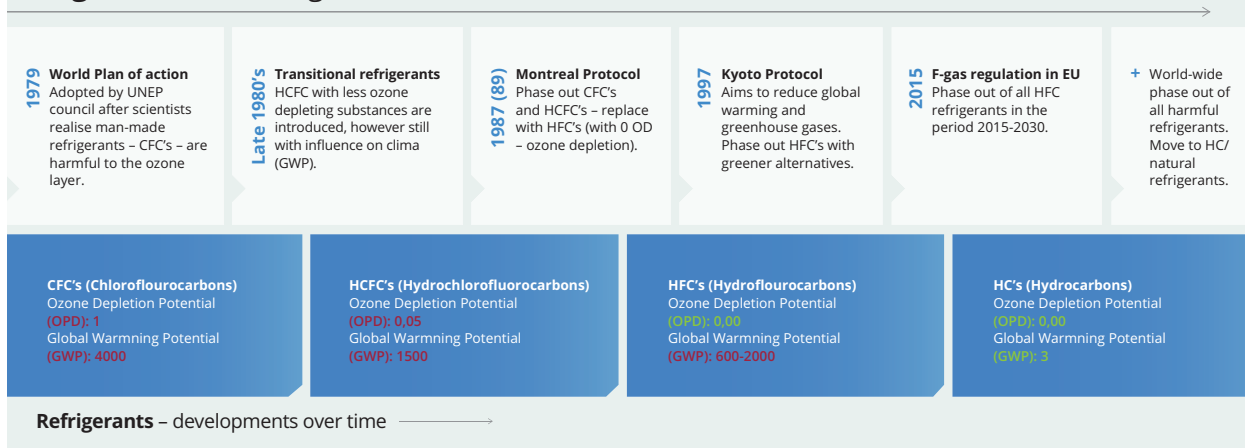 1979
World Plan of action
Adopted by UNEP
council after scientists
realise man-made
refrigerants – CFC’s – are
harmful to the ozone
layer.
Late 1980’s
Transitional refrigerants
HCFC with less ozone
depleting substances are
introduced, however still
with influence on clima
(GWP).
1987 (89)
Montreal Protocol
Phase out CFC’s
and HCFC’s – replace
with HFC’s (with 0 OD
– ozone depletion).
1997
Kyoto Protocol
Aims to reduce global
warming and
greenhouse gases.
Phase out HFC’s with
greener alternatives.
2015
F-gas regulation in EU
Phase out of all HFC
refrigerants in the
period 2015-2030.
+
World-wide
phase out of
all harmful
refrigerants.
Move to HC/
natural
refrigerants.
CFC’s (Chloroflourocarbons)
Ozone Depletion Potential
(OPD): 1
Global Warmning Potential
(GWP): 4000
HCFC’s (Hydrochlorofluorocarbons)
Ozone Depletion Potential
(OPD): 0,05
Global Warmning Potential
(GWP): 1500
HFC’s (Hydroflourocarbons)
Ozone Depletion Potential
(OPD): 0,00
Global Warmning Potential
(GWP): 600-2000
HC’s (Hydrocarbons)
Ozone Depletion Potential
(OPD): 0,00
Global Warmning Potential
(GWP): 3
Refrigerants – developments over time